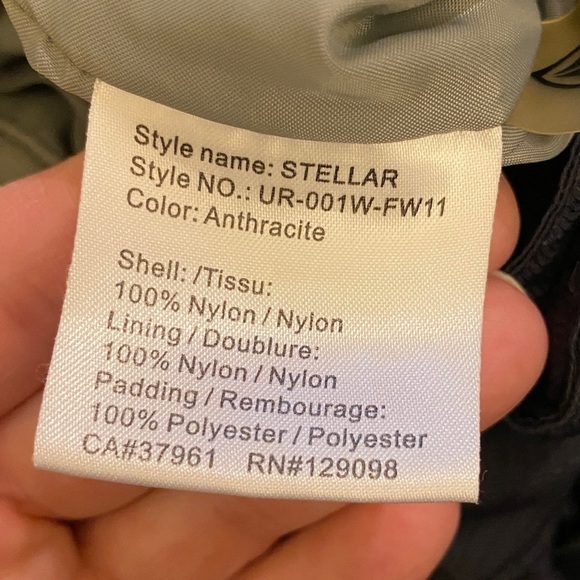 Style name: STELLAR
Style NO.: UR-001W-FW11
Color: Anthracite
Shell: /Tissu:
100% Nylon / Nylon
Lining / Doublure:
100% Nylon / Nylon
Padding / Rembourage:
100% Polyester / Polyester
CA#37961 RN#129098